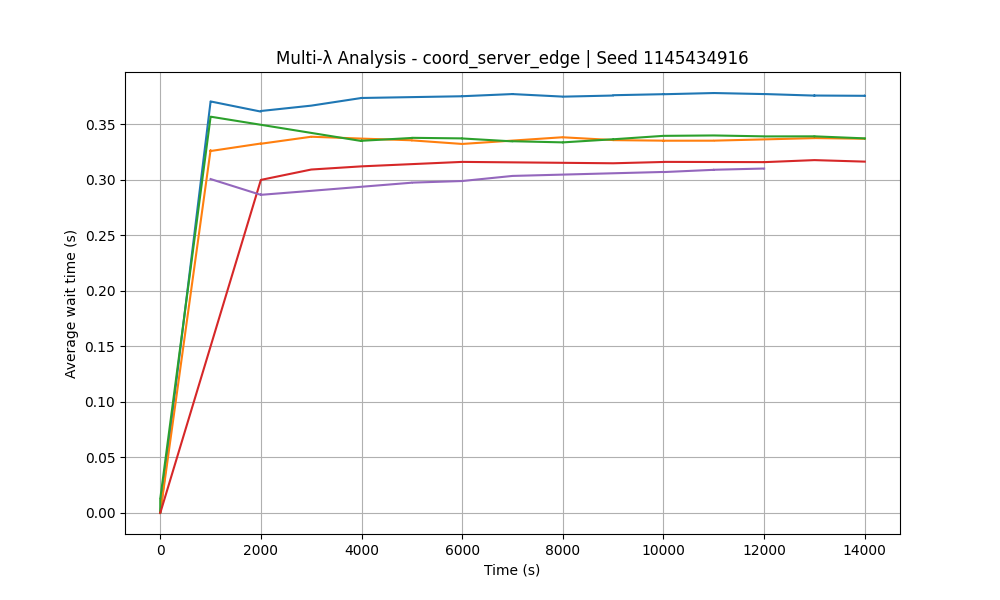 Multi-λ Analysis - coord_server_edge | Seed 1145434916
Average wait time (s)
0.35
0.30
0.25
0.20
0.15
0.10
0.05
0.00
0 2000 4000 6000 8000 10000 12000 14000
Time (s)